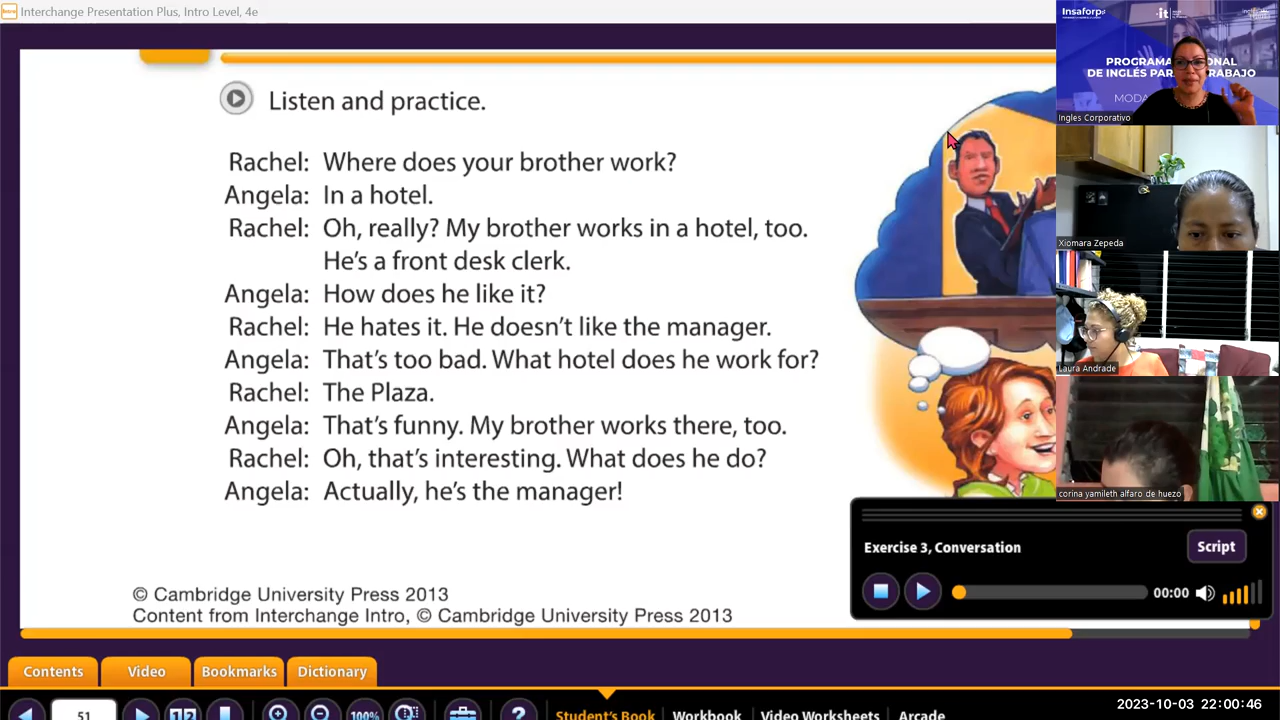 Interchange Presentation Plus, Intro Level, 4e
Listen and practice.
Rachel: Where does your brother work?
Angela: In a hotel.
Rachel: Oh, really? My brother works in a hotel, too.
He's a front desk clerk.
Angela: How does he like it?
Rachel: He hates it. He doesn't like the manager.
Angela: That's too bad. What hotel does he work for?
Rachel: The Plaza.
Angela: That's funny. My brother works there, too.
Rachel: Oh, that's interesting. What does he do?
Angela: Actually, he's the manager!
© Cambridge University Press 2013
Content from Interchange Intro, © Cambridge University Press 2013
Insaforp
it
PROGRAMA
ONAL
DE INGLÉS PAR
RABAJO
MODA
Ingles Corporativo
Xiomara Zepeda
Laura Andrade
corina yamileth alfaro de huezo
Exercise 3, Conversation
Script
00:00
Contents
Video
Bookmarks
Dictionary
51
100%
?
Student's Book
Workbook
Video Worksheets
Arcade
2023-10-03 22:00:46